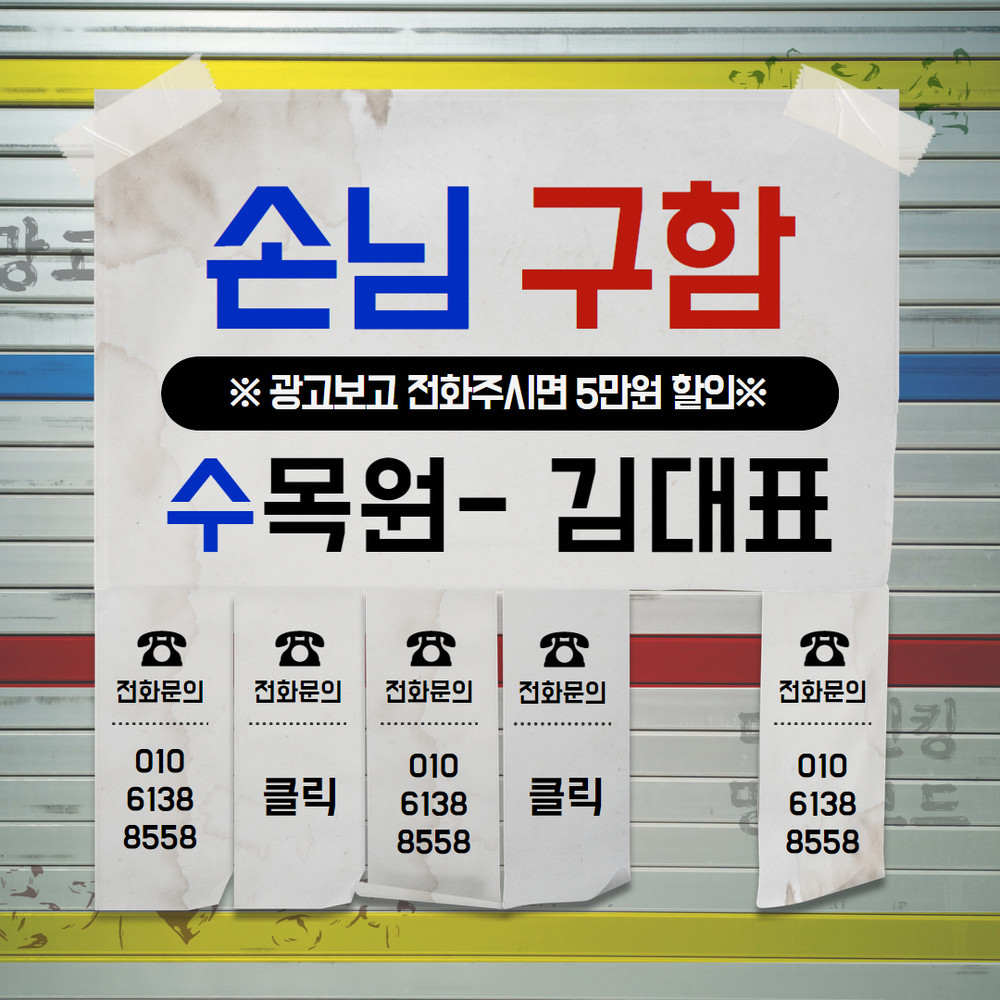 손님 구함
※ 광고보고 전화주시면 5만원 할인※
수목원- 김대표
전화문의
010
6138
8558
전화문의
클릭
전화문의
010
6138
8558
전화문의
클릭
전화문의
010
6138
8558